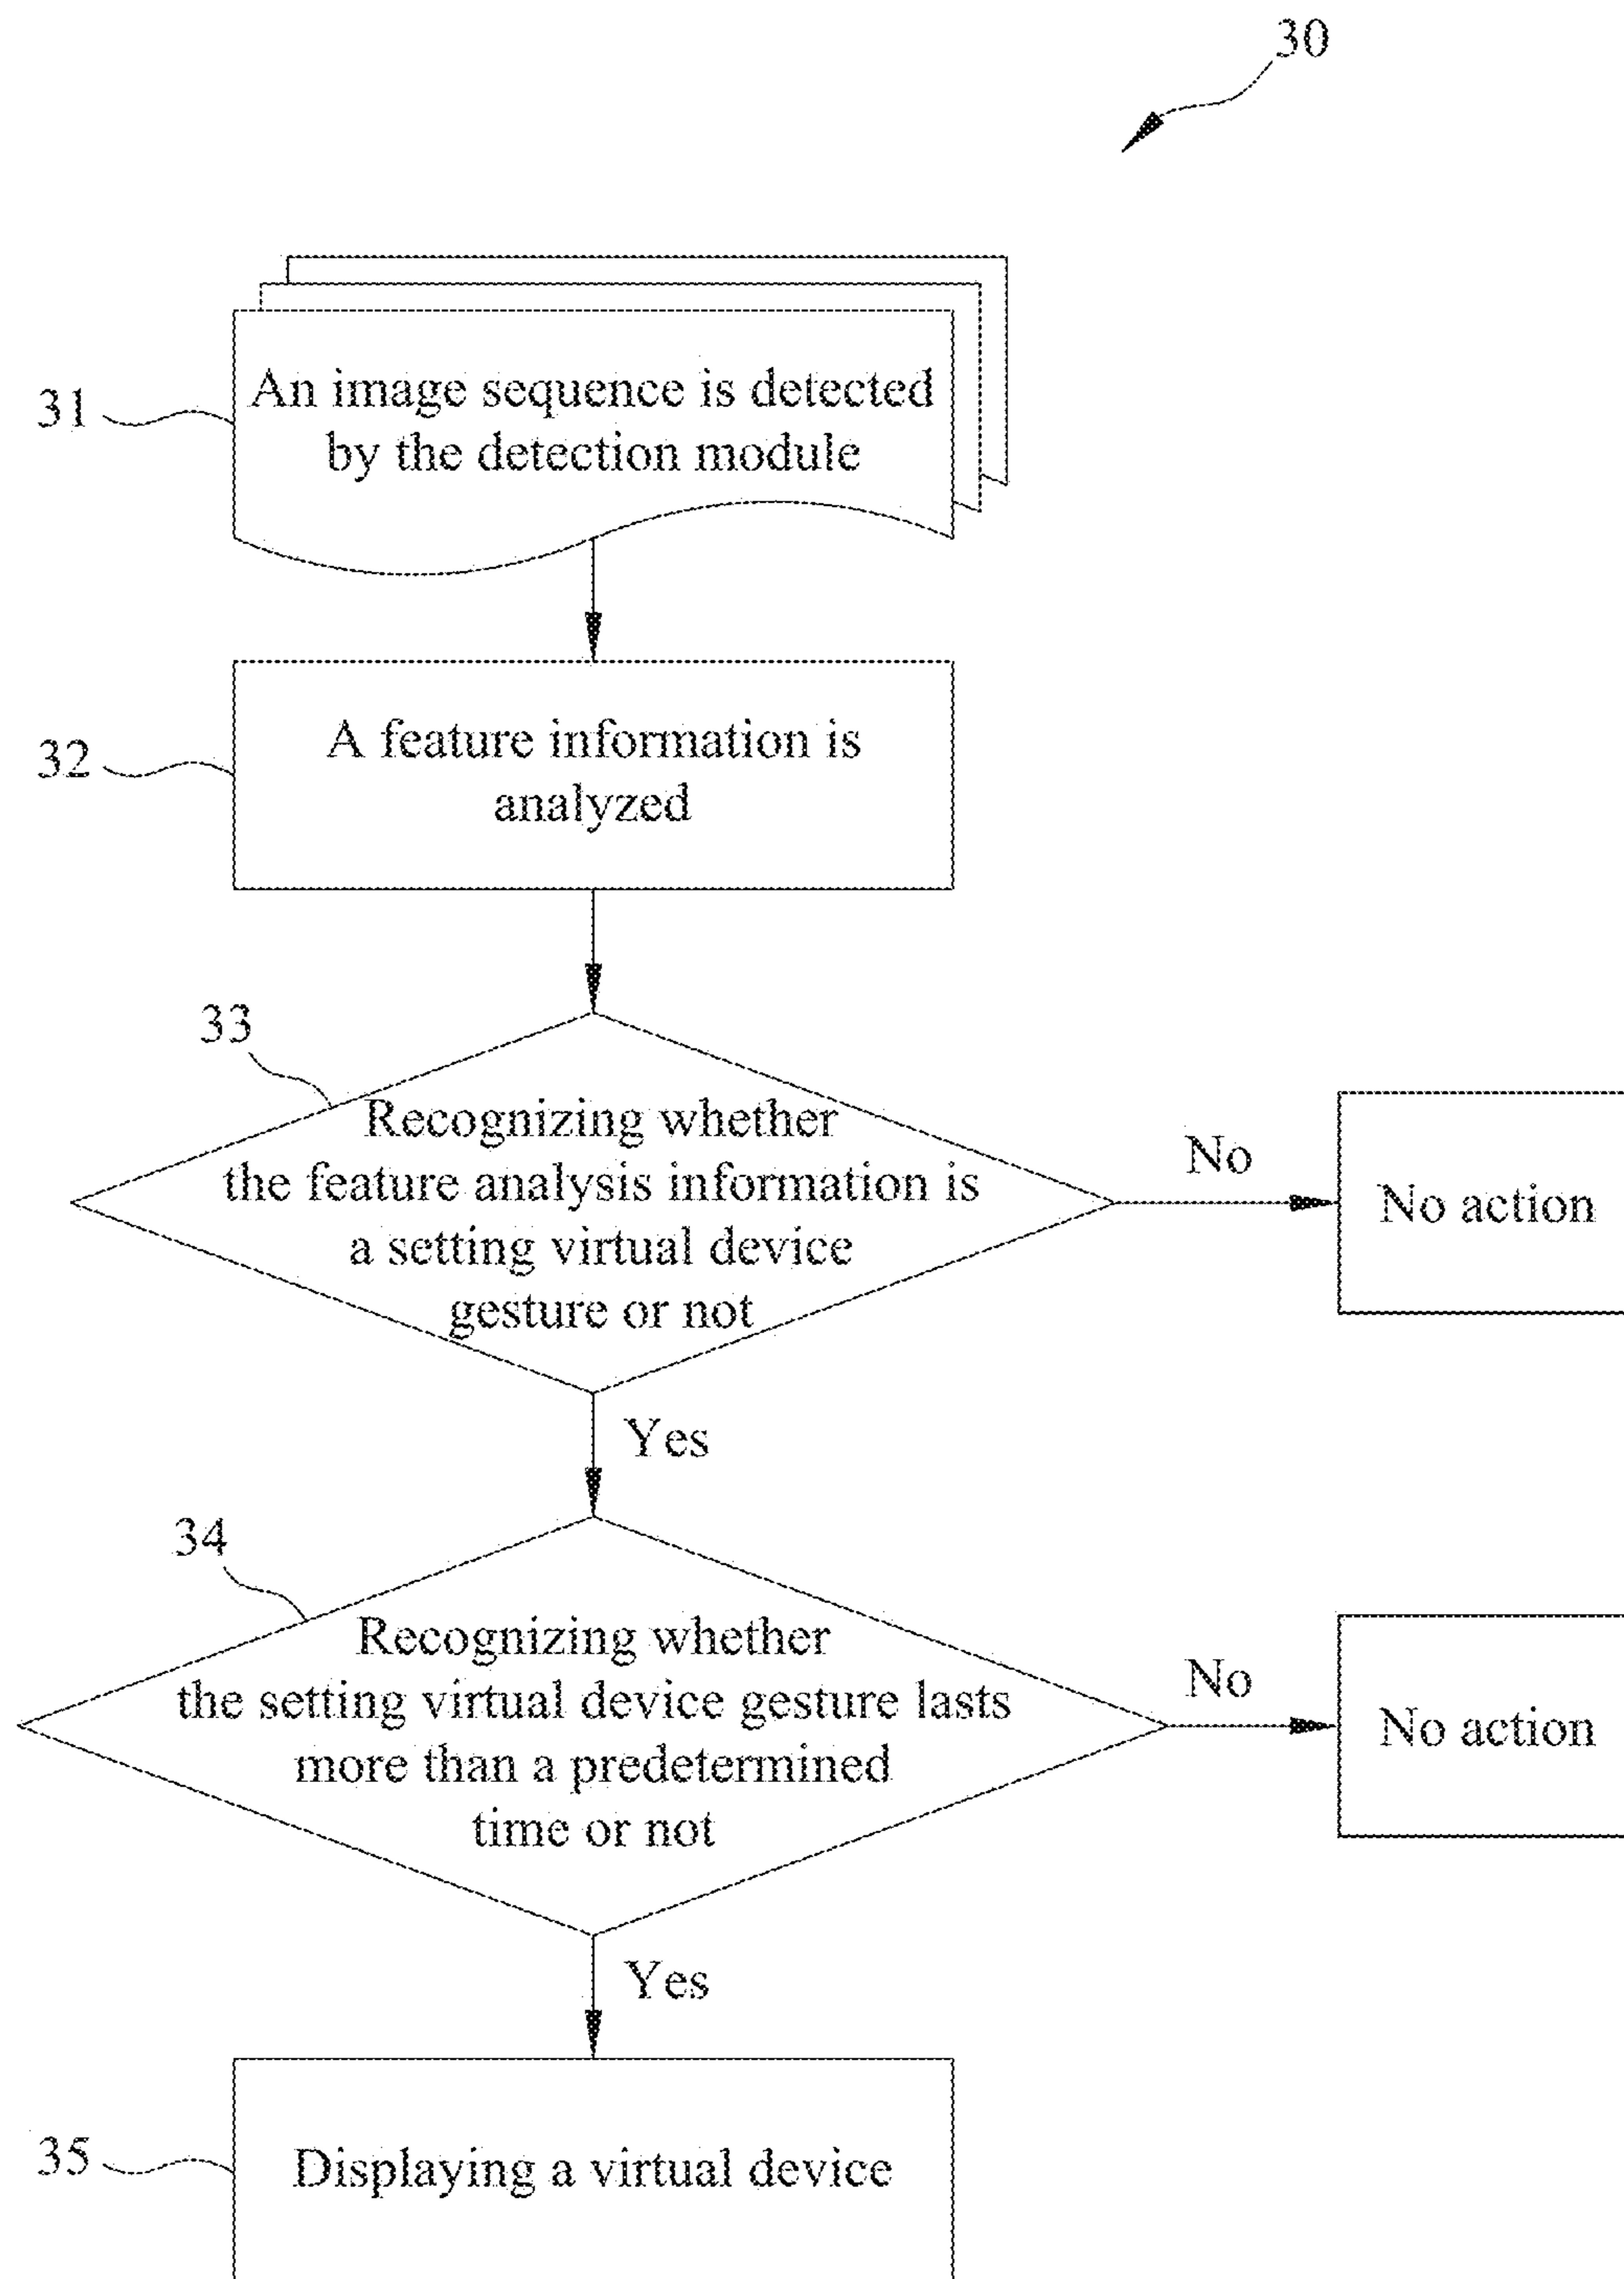 30
31
An image sequence is detected
by the detection module
32
A feature information is
analyzed
33
Recognizing whether
the feature analysis information is
a setting virtual device
gesture or not
No
No action
Yes
34
Recognizing whether
the setting virtual device gesture lasts
more than a predetermined
time or not
No
No action
Yes
35
Displaying a virtual device